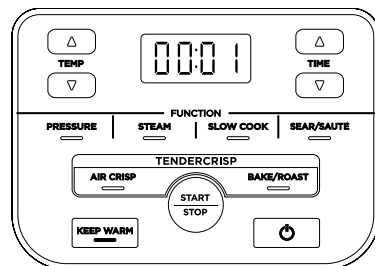 00:01
TEMP
TIME
FUNCTION
PRESSURE
STEAM
SLOW COOK
SEAR/SAUTÉ
TENDERCRISP
AIR CRISP
BAKE/ROAST
START
STOP
KEEP WARM